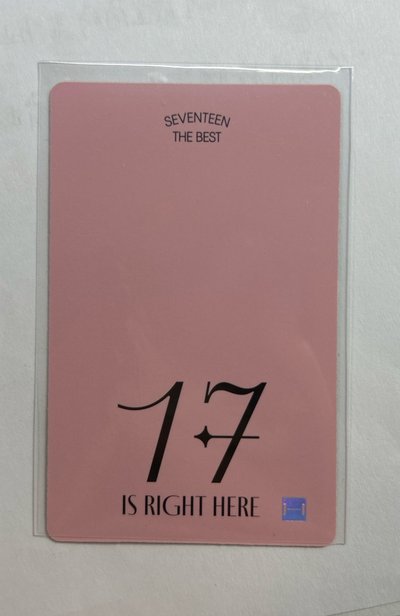 SEVENTEEN
THE BEST
17
IS RIGHT HERE